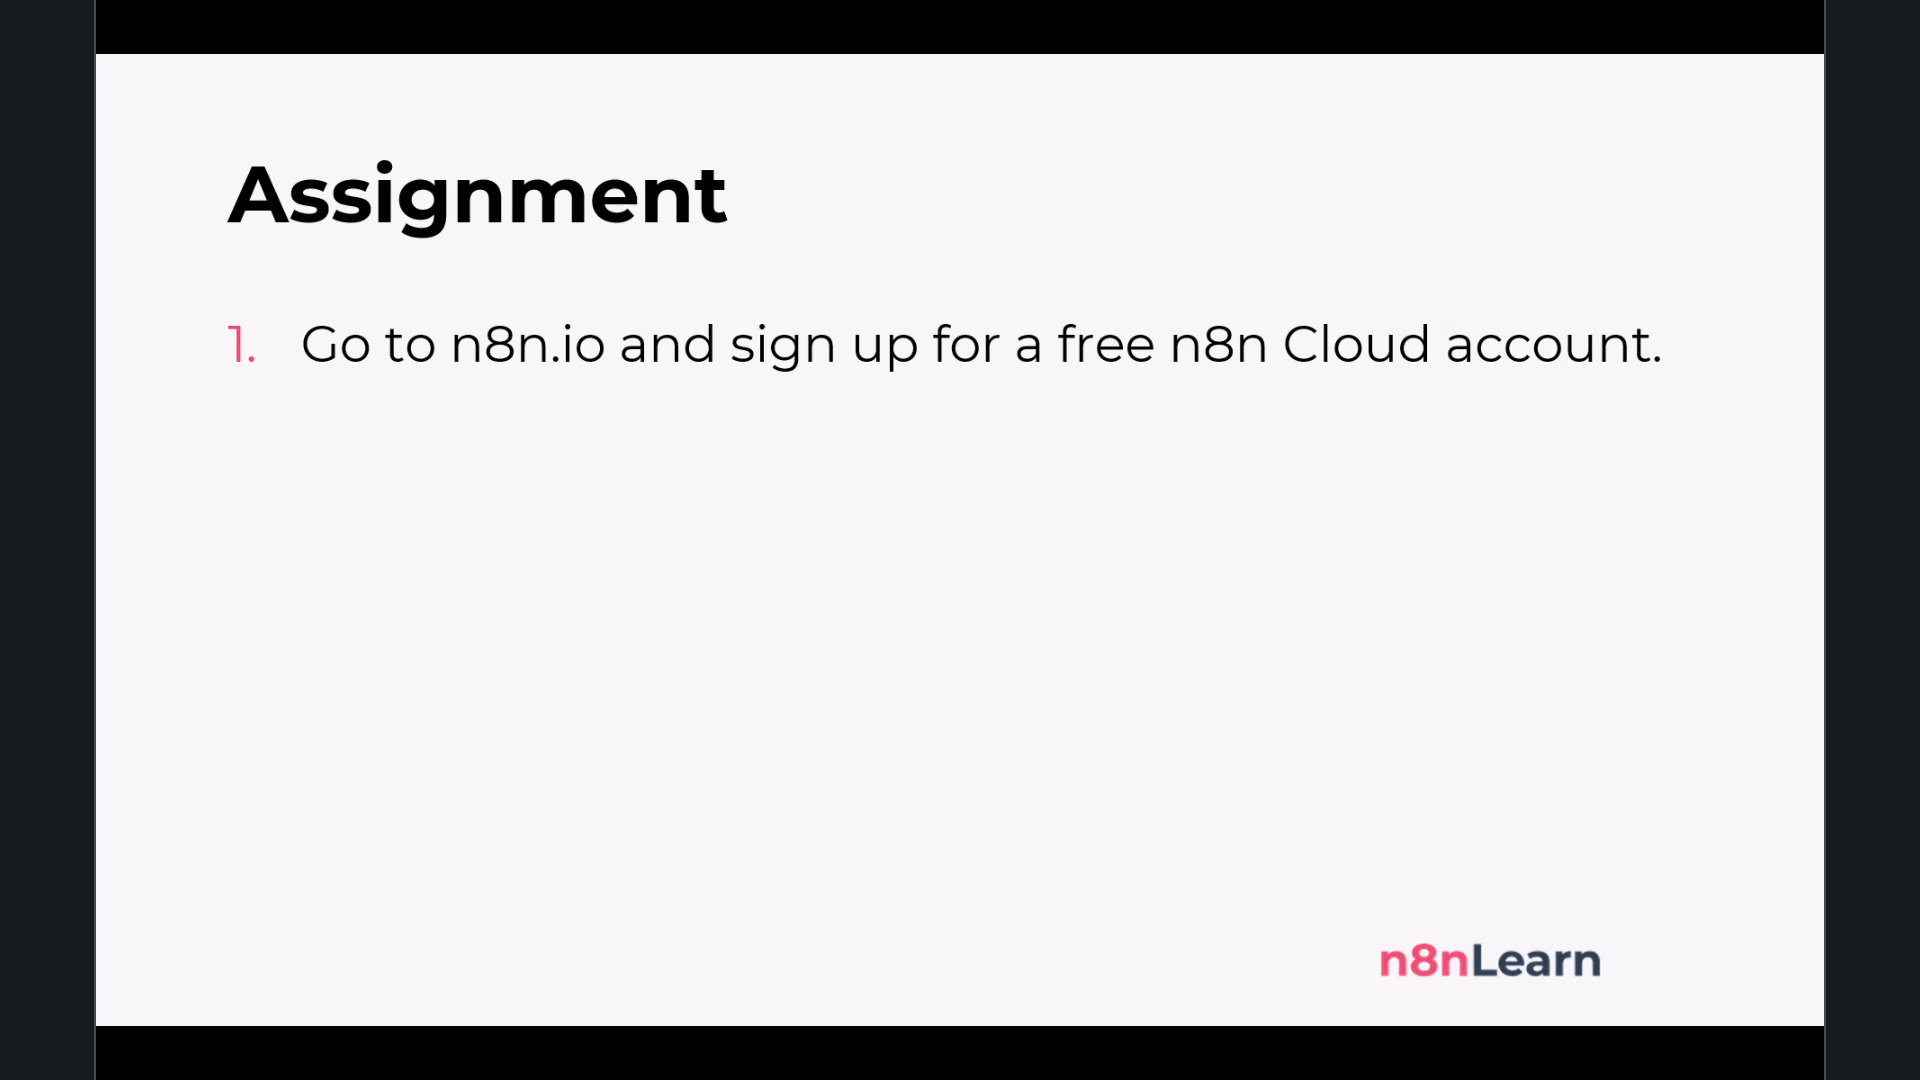 Assignment
1. Go to n8n.io and sign up for a free n8n Cloud account.
n8nLearn